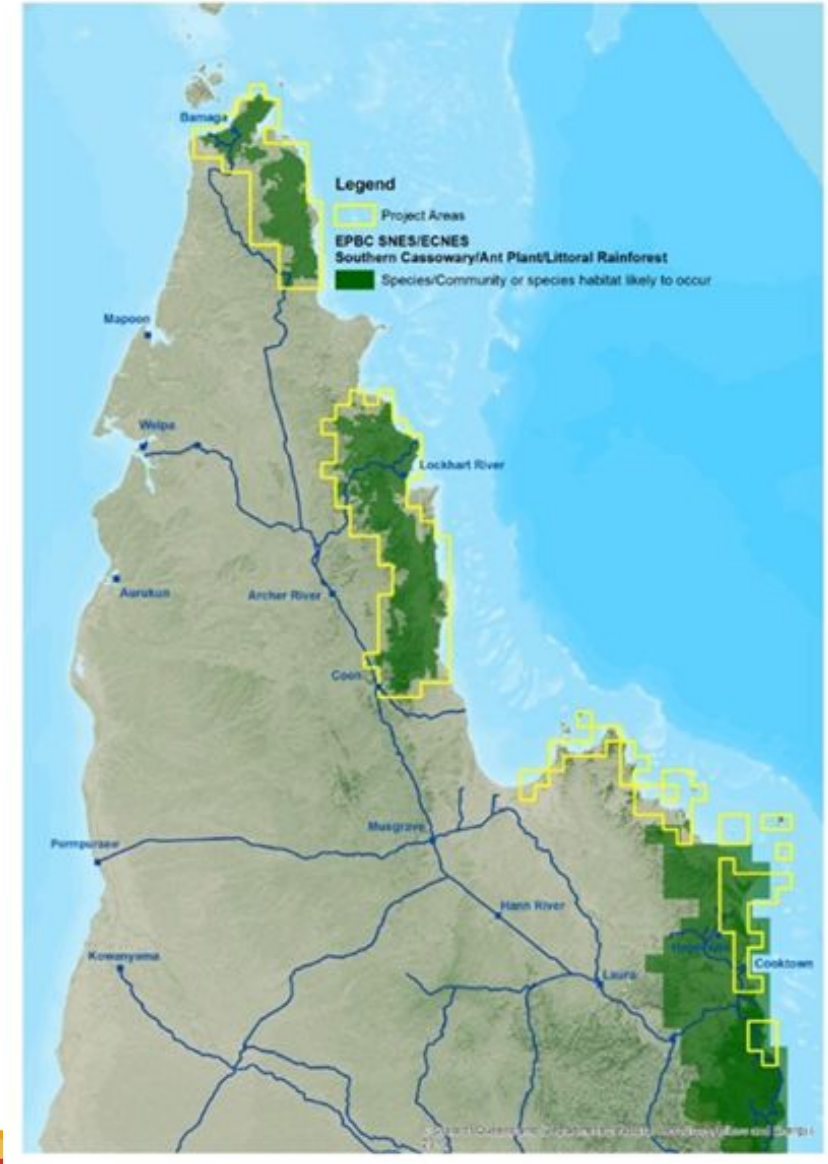 Bamaga
Legend
Project Areas
EPBC SNES/ECNES
Southern Cassowary/Ant Plant/Littoral Rainforest
Species/Community or species habitat likely to occur
Mapoon
Weipa
Lockhart River
Aurukun
Archer River
Coen
Musgrave
Pormpuraaw
Hann River
Kowanyama
Cooktown
Laura